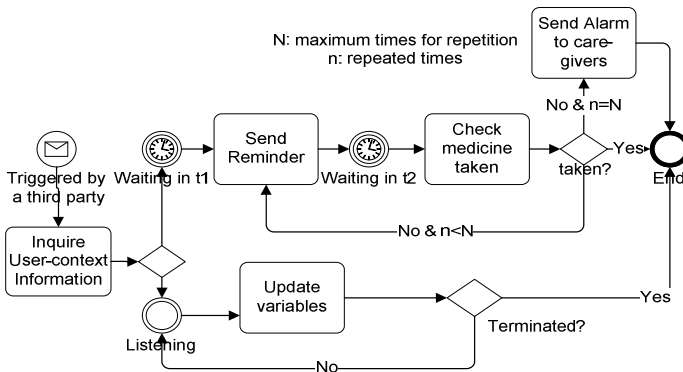 Send Alarm
to care-
givers
N: maximum times for repetition
n: repeated times
No & n=N
Send
Reminder
Check
medicine
taken
Yes
Triggered by
a third party
Waiting in t1
Waiting in t2
taken?
End
Inquire
User-context
Information
No & n<N
Update
variables
Yes
Terminated?
Listening
No